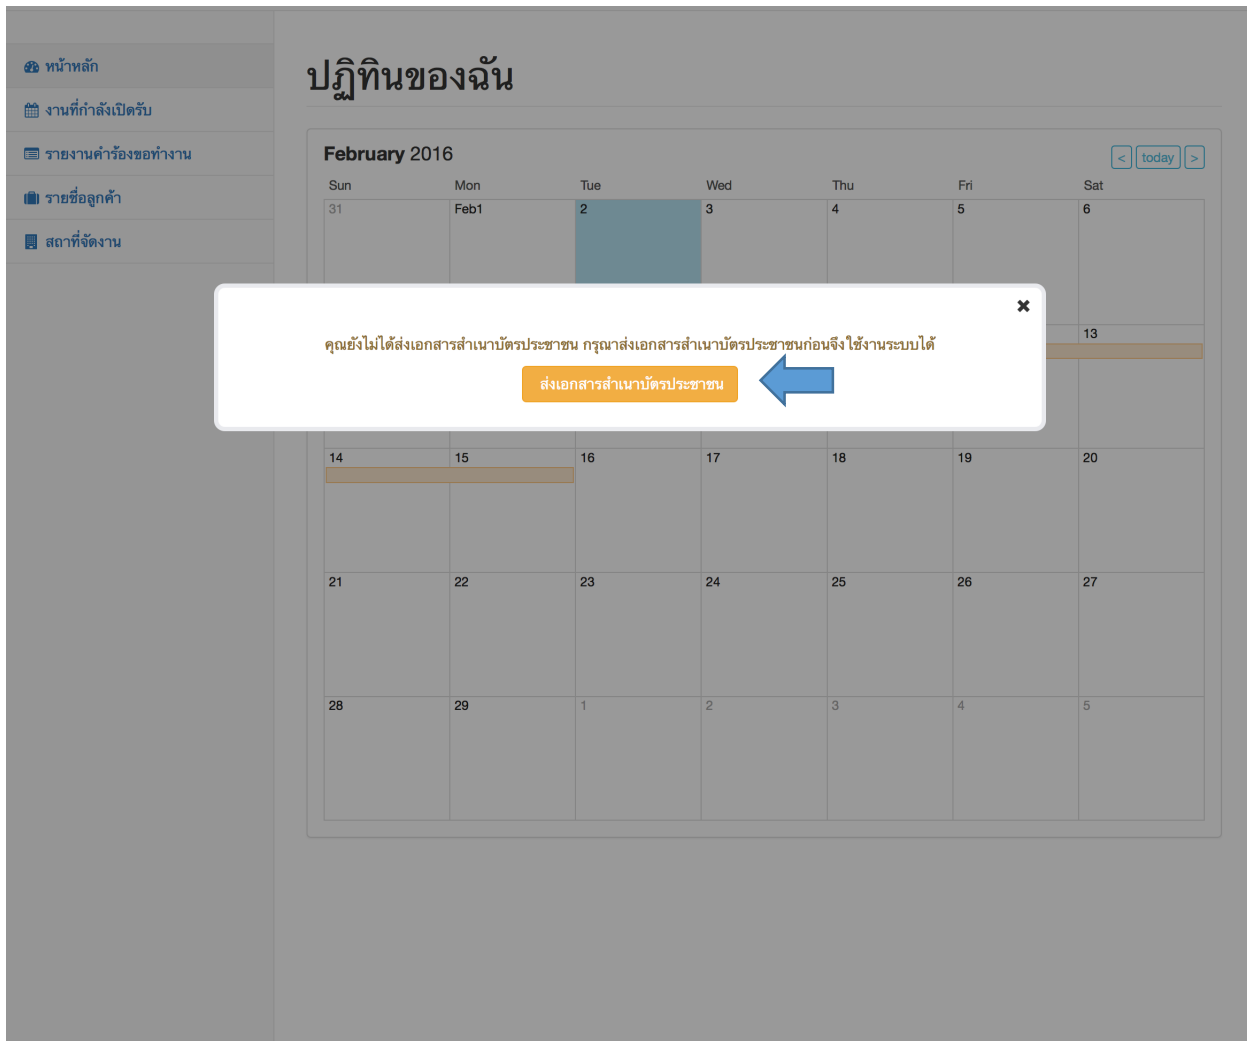 หน้าหลัก
งานที่กำลังเปิดรับ
รายงานคำร้องขอทำงาน
รายชื่อลูกค้า
สถาที่จัดงาน
ปฏิทินของฉัน
February 2016
< today >
Sun Mon Tue Wed Thu Fri Sat
31 Feb1 2 3 4 5 6
13
คุณยังไม่ได้ส่งเอกสารสำเนาบัตรประชาชน กรุณาส่งเอกสารสำเนาบัตรประชาชนก่อนจึงใช้งานระบบได้
ส่งเอกสารสำเนาบัตรประชาชน
14 15 16 17 18 19 20
21 22 23 24 25 26 27
28 29 1 2 3 4 5